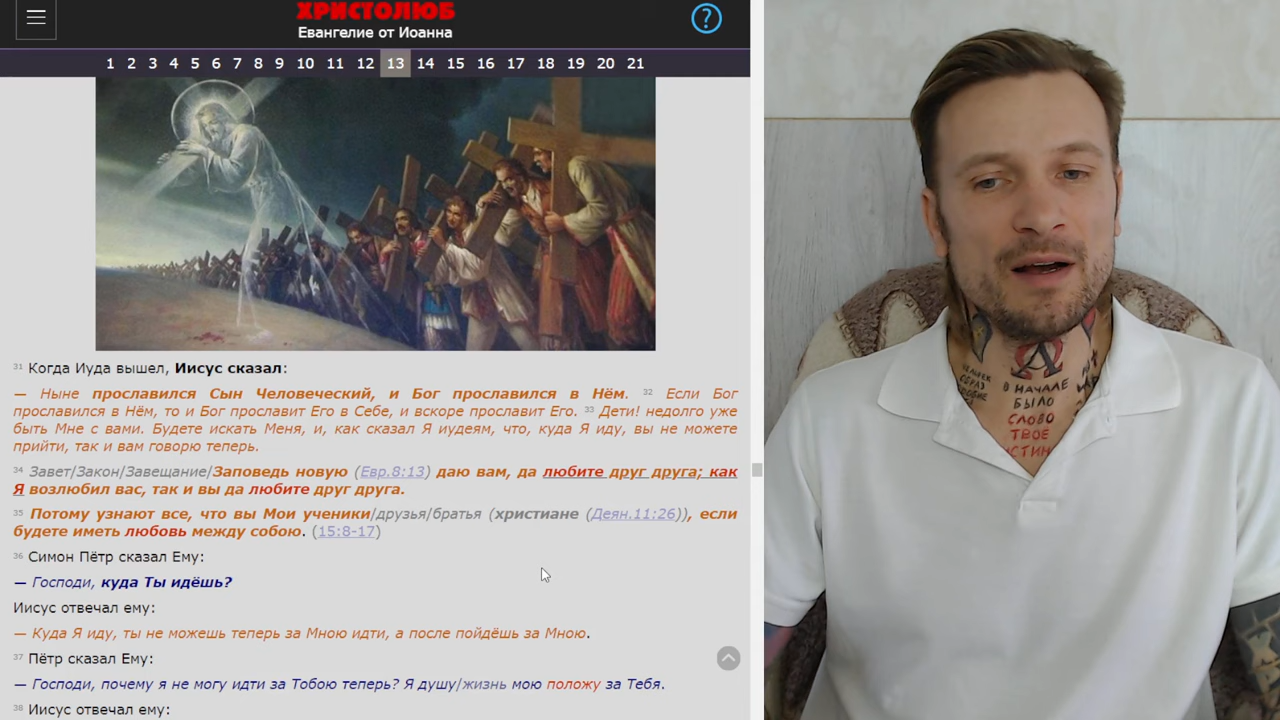 ХРИСТОЛЮБ
Евангелие от Иоанна
?
1 2 3 4 5 6 7 8 9 10 11 12 13 14 15 16 17 18 19 20 21
31 Когда Иуда вышел, Иисус сказал:
— Ныне прославился Сын Человеческий, и Бог прославился в Нём. 32 Если Бог
прославился в Нём, то и Бог прославит Его в Себе, и вскоре прославит Его. 33 Дети! недолго уже
быть Мне с вами. Будете искать Меня, и, как сказал Я иудеям, что, куда Я иду, вы не можете
прийти, так и вам говорю теперь.
34 Завет/Закон/Завещание/Заповедь новую (Евр.8:13) даю вам, да любите друг друга; как
Я возлюбил вас, так и вы да любите друг друга.
35 Потому узнают все, что вы Мои ученики/друзья/братья (христиане (Деян.11:26)), если
будете иметь любовь между собою. (15:8-17)
36 Симон Пётр сказал Ему:
— Господи, куда Ты идёшь?
Иисус отвечал ему:
— Куда Я иду, ты не можешь теперь за Мною идти, а после пойдёшь за Мною.
37 Пётр сказал Ему:
— Господи, почему я не могу идти за Тобою теперь? Я душу/жизнь мою положу за Тебя.
38 Иисус отвечал ему:
В НАЧАЛЕ
БЫЛО
СЛОВО
ТВОЕ